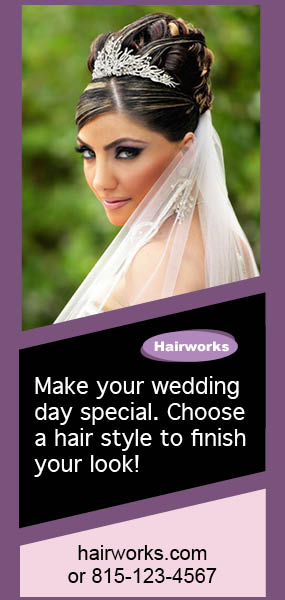 Hairworks
Make your wedding
day special. Choose
a hair style to finish
your look!
hairworks.com
or 815-123-4567